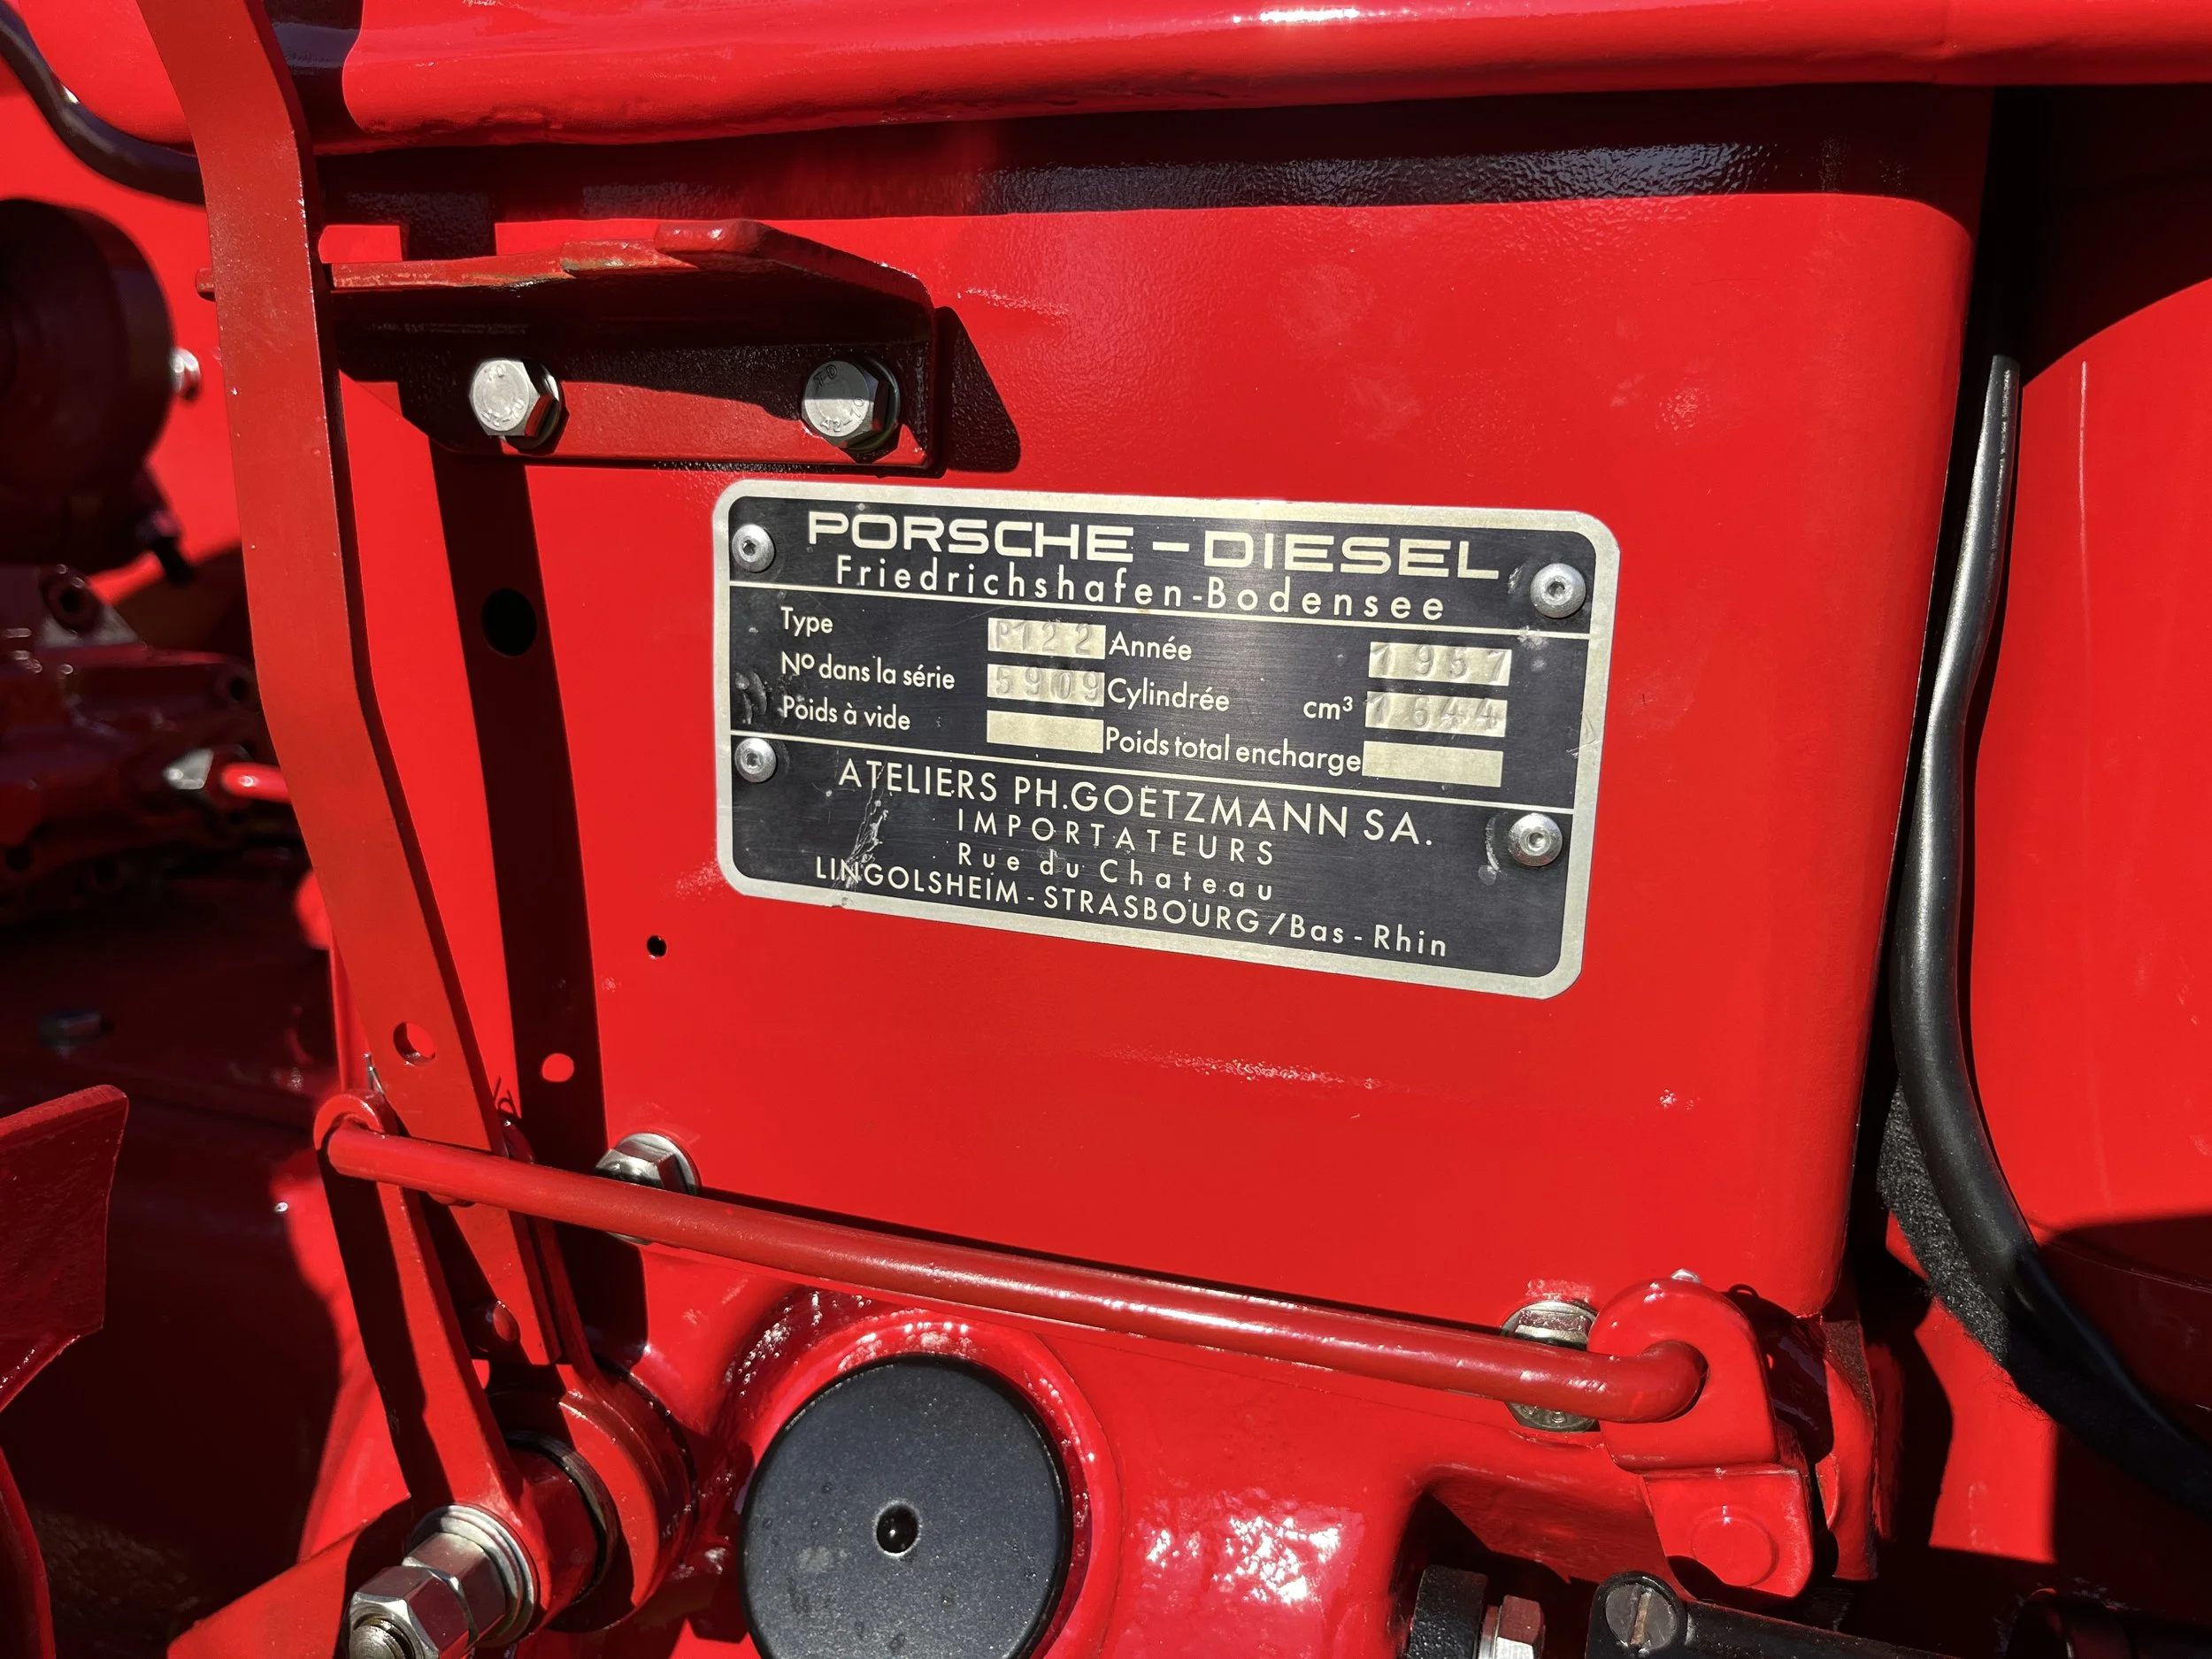 PORSCHE-DIESEL
Friedrichshafen-Bodensee
Type P122 Année 1957
Nº dans la série 5909 Cylindrée cm³ 1644
Poids à vide Poids total encharge
ATELIERS PH.GOETZMANN SA.
IMPORTATEURS
Rue du Chateau
LINGOLSHEIM-STRASBOURG/Bas-Rhin